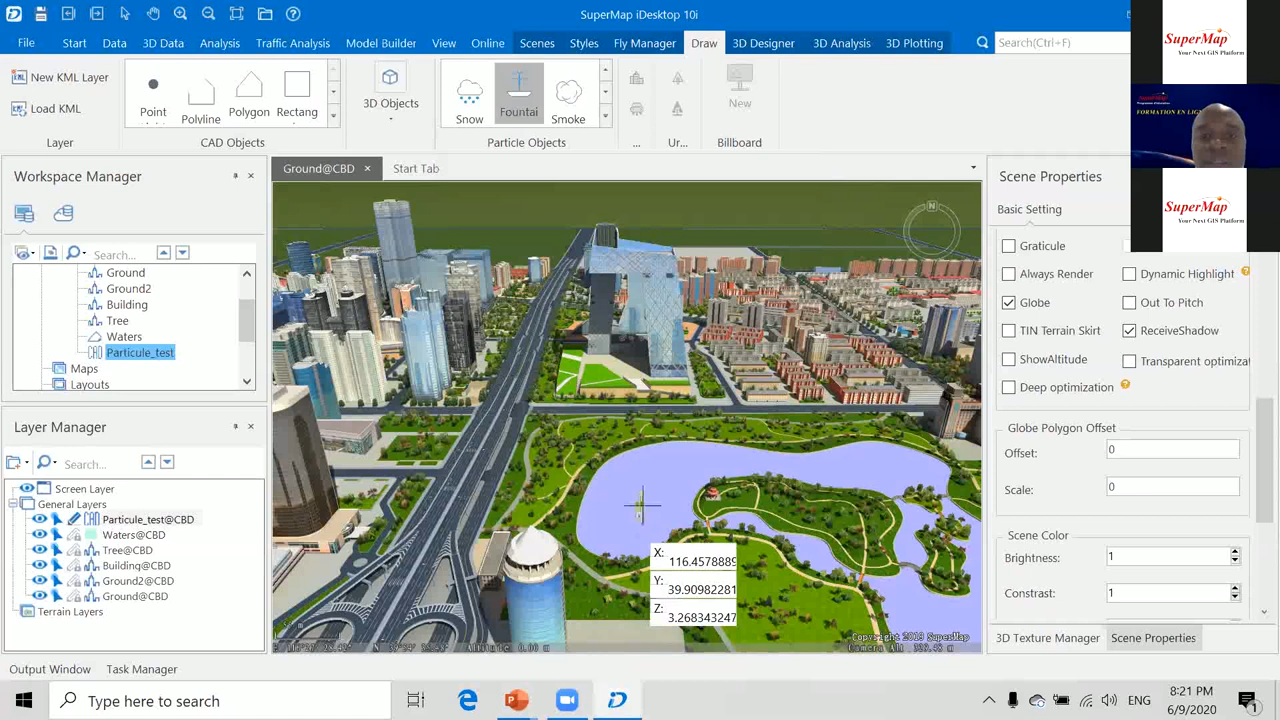 SuperMap iDesktop 10i
File Start Data 3D Data Analysis Traffic Analysis Model Builder View Online Scenes Styles Fly Manager Draw 3D Designer 3D Analysis 3D Plotting Search(Ctrl+F)
New KML Layer
Load KML
Layer
Point Polyline Polygon Rectang
CAD Objects
3D Objects
Snow Fountai Smoke
Particle Objects
... Ur...
New
Billboard
SuperMap
Your Next GIS Platform
SuperMap
FORMATION EN LIG
SuperMap
Your Next GIS Platform
Workspace Manager
Search...
Ground
Ground2
Building
Tree
Waters
Particule_test
Maps
Layouts
Layer Manager
Search...
Screen Layer
General Layers
Particule_test@CBD
Waters@CBD
Tree@CBD
Building@CBD
Ground2@CBD
Ground@CBD
Terrain Layers
Ground@CBD Start Tab
N
X: 116.4578889
Y: 39.90982281
Z: 3.268343247
Copyright 2019 SuperMap
Scene Properties
Basic Setting
Graticule
Always Render Dynamic Highlight
Globe Out To Pitch
TIN Terrain Skirt ReceiveShadow
ShowAltitude Transparent optimiza
Deep optimization
Globe Polygon Offset
Offset: 0
Scale: 0
Scene Color
Brightness: 1
Constrast: 1
3D Texture Manager Scene Properties
Output Window Task Manager
Type here to search
ENG
8:21 PM
6/9/2020
1